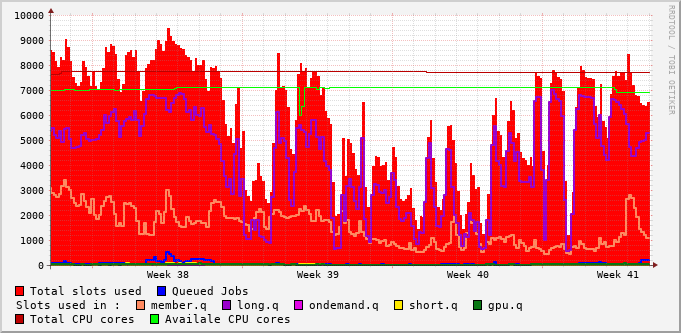 10000
9000
8000
7000
6000
5000
4000
3000
2000
1000
0
Week 38 Week 39 Week 40 Week 41
RRDTOOL / TOBI OETIKER
Total slots used Queued Jobs
Slots used in : member.q long.q ondemand.q short.q gpu.q
Total CPU cores Availale CPU cores